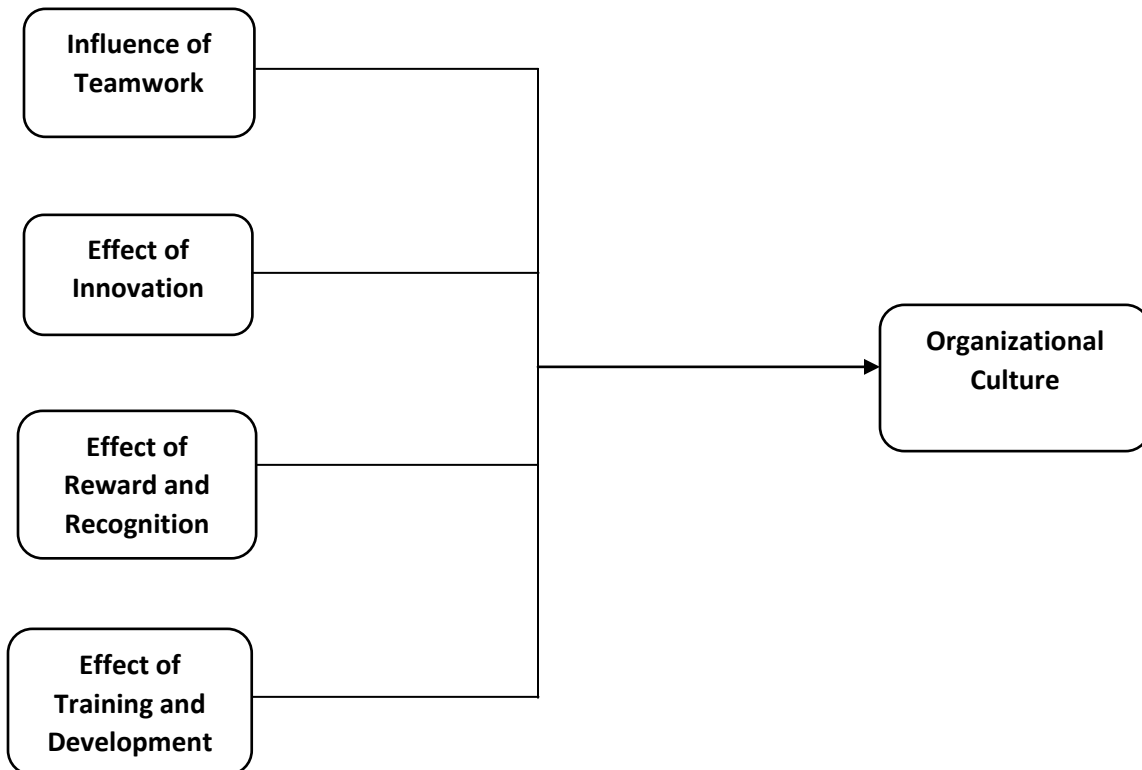 Influence of
Teamwork
Effect of
Innovation
Organizational
Culture
Effect of
Reward and
Recognition
Effect of
Training and
Development